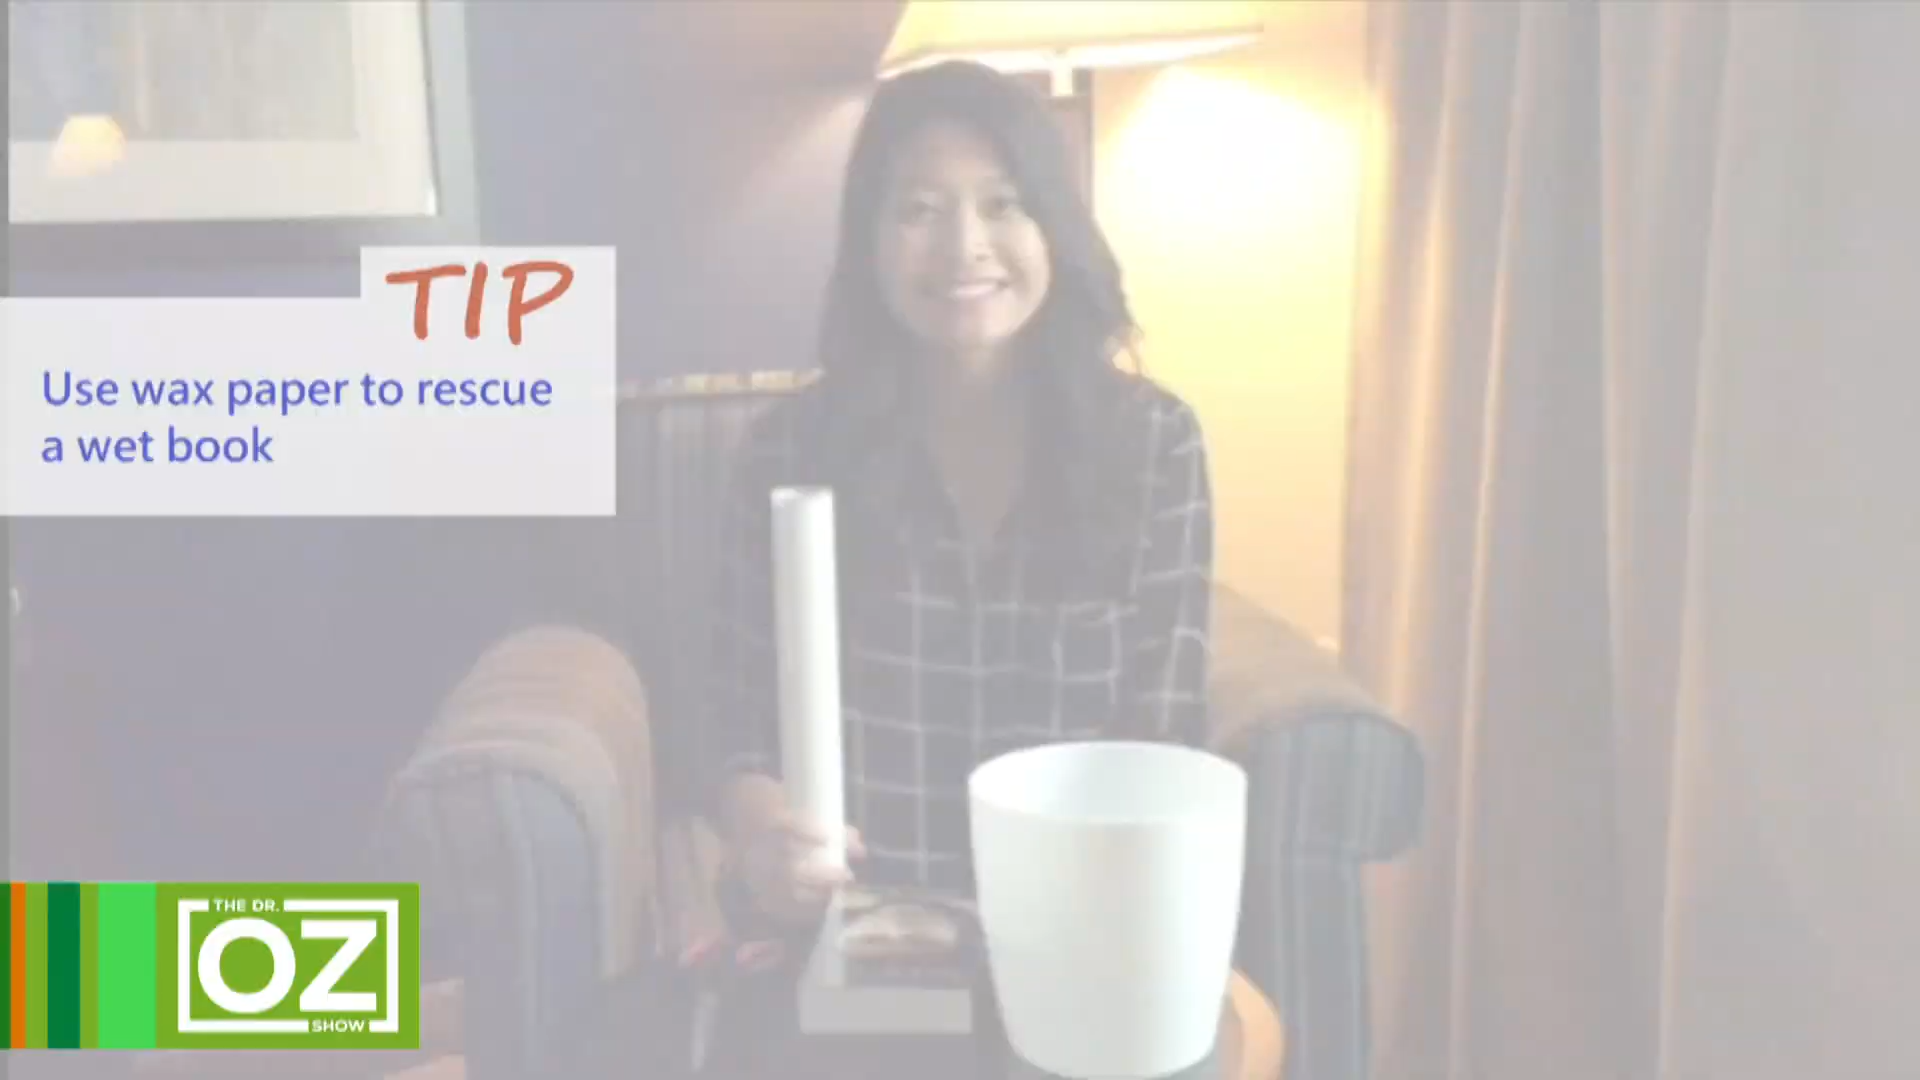 TIP
Use wax paper to rescue
a wet book
THE DR.
OZ
SHOW